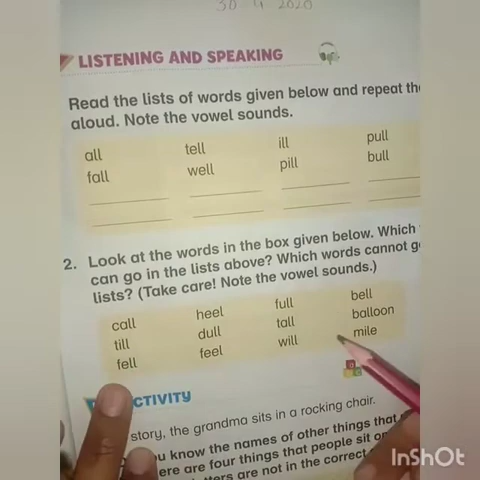 30 4 2020
LISTENING AND SPEAKING
Read the lists of words given below and repeat
aloud. Note the vowel sounds.
all tell ill pull
fall well pill bull
2. Look at the words in the box given below. Which
can go in the lists above? Which words cannot
lists? (Take care! Note the vowel sounds.)
call heel full bell
till dull tall balloon
fell feel will mile
story, the grandma sits in a rocking chair.
know the names of other things that
are four things that people sit
are not in the correct
InShOt